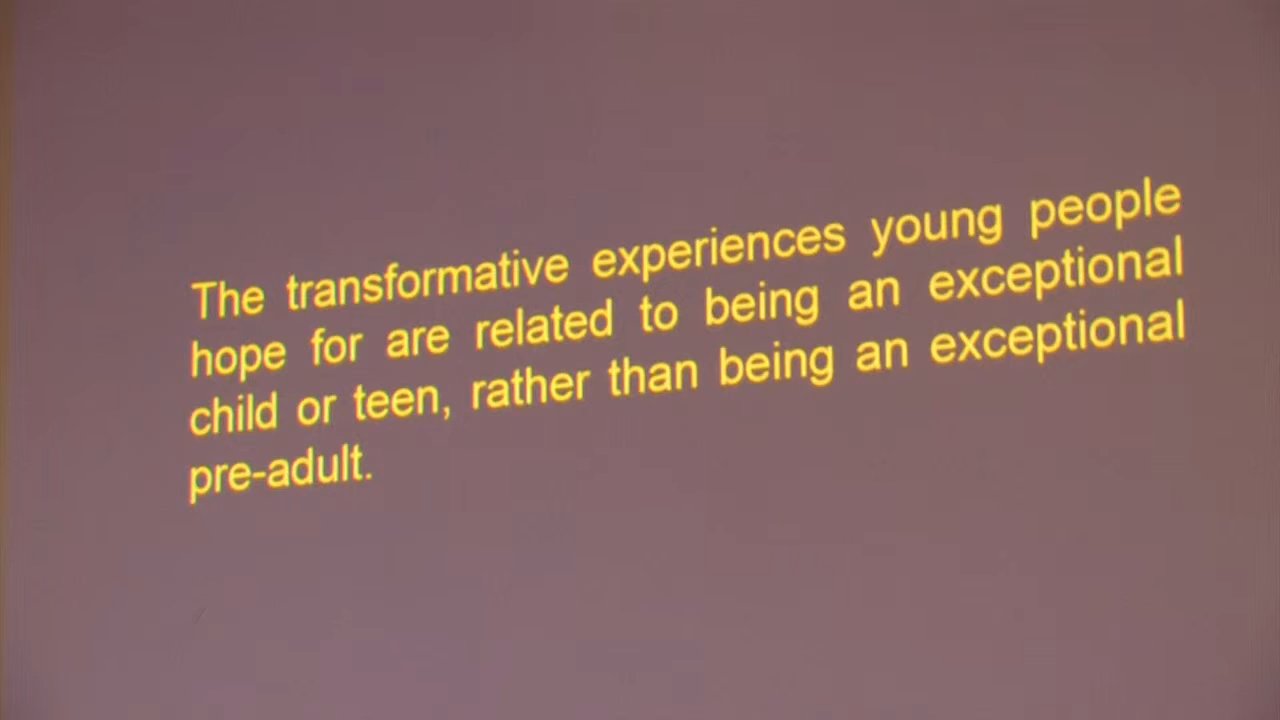 The transformative experiences young people
hope for are related to being an exceptional
child or teen, rather than being an exceptional
pre-adult.